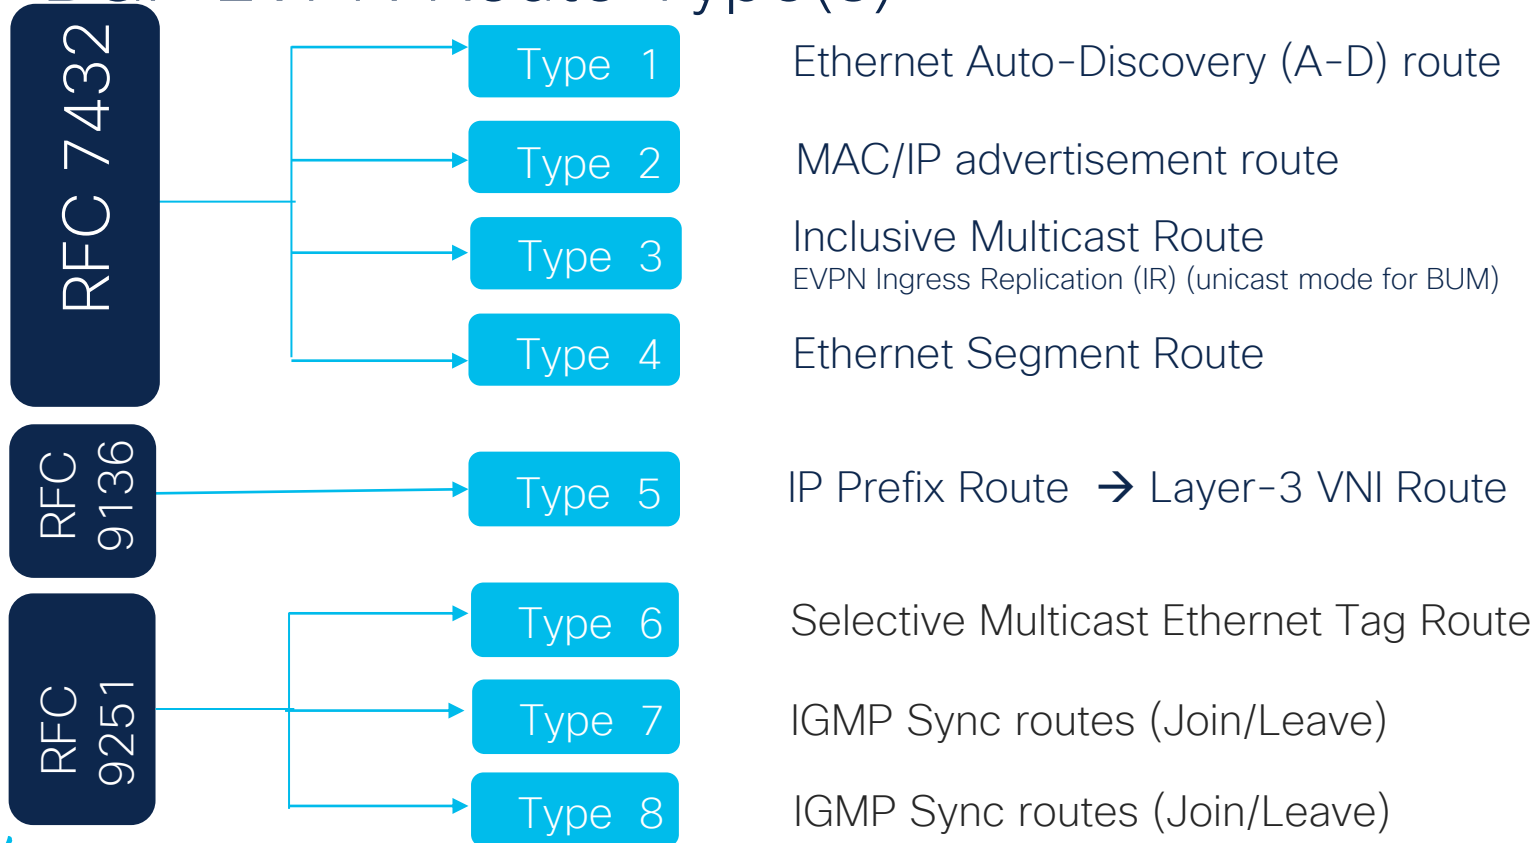 EVPN Route Type(s)
RFC 7432
Type 1
Ethernet Auto-Discovery (A-D) route
Type 2
MAC/IP advertisement route
Type 3
Inclusive Multicast Route
EVPN Ingress Replication (IR) (unicast mode for BUM)
Type 4
Ethernet Segment Route
RFC
9136
Type 5
IP Prefix Route → Layer-3 VNI Route
RFC
9251
Type 6
Selective Multicast Ethernet Tag Route
Type 7
IGMP Sync routes (Join/Leave)
Type 8
IGMP Sync routes (Join/Leave)